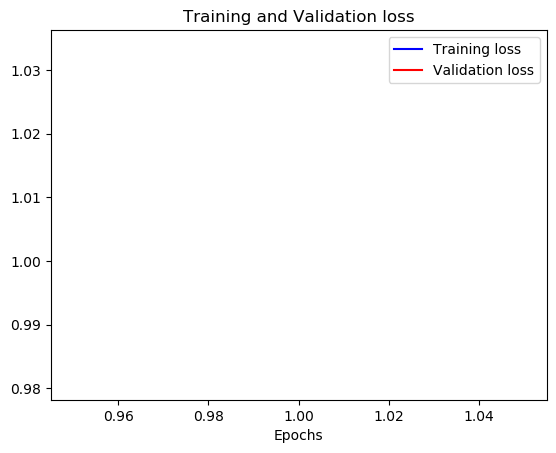 Training and Validation loss
Training loss
Validation loss
1.03
1.02
1.01
1.00
0.99
0.98
0.96 0.98 1.00 1.02 1.04
Epochs